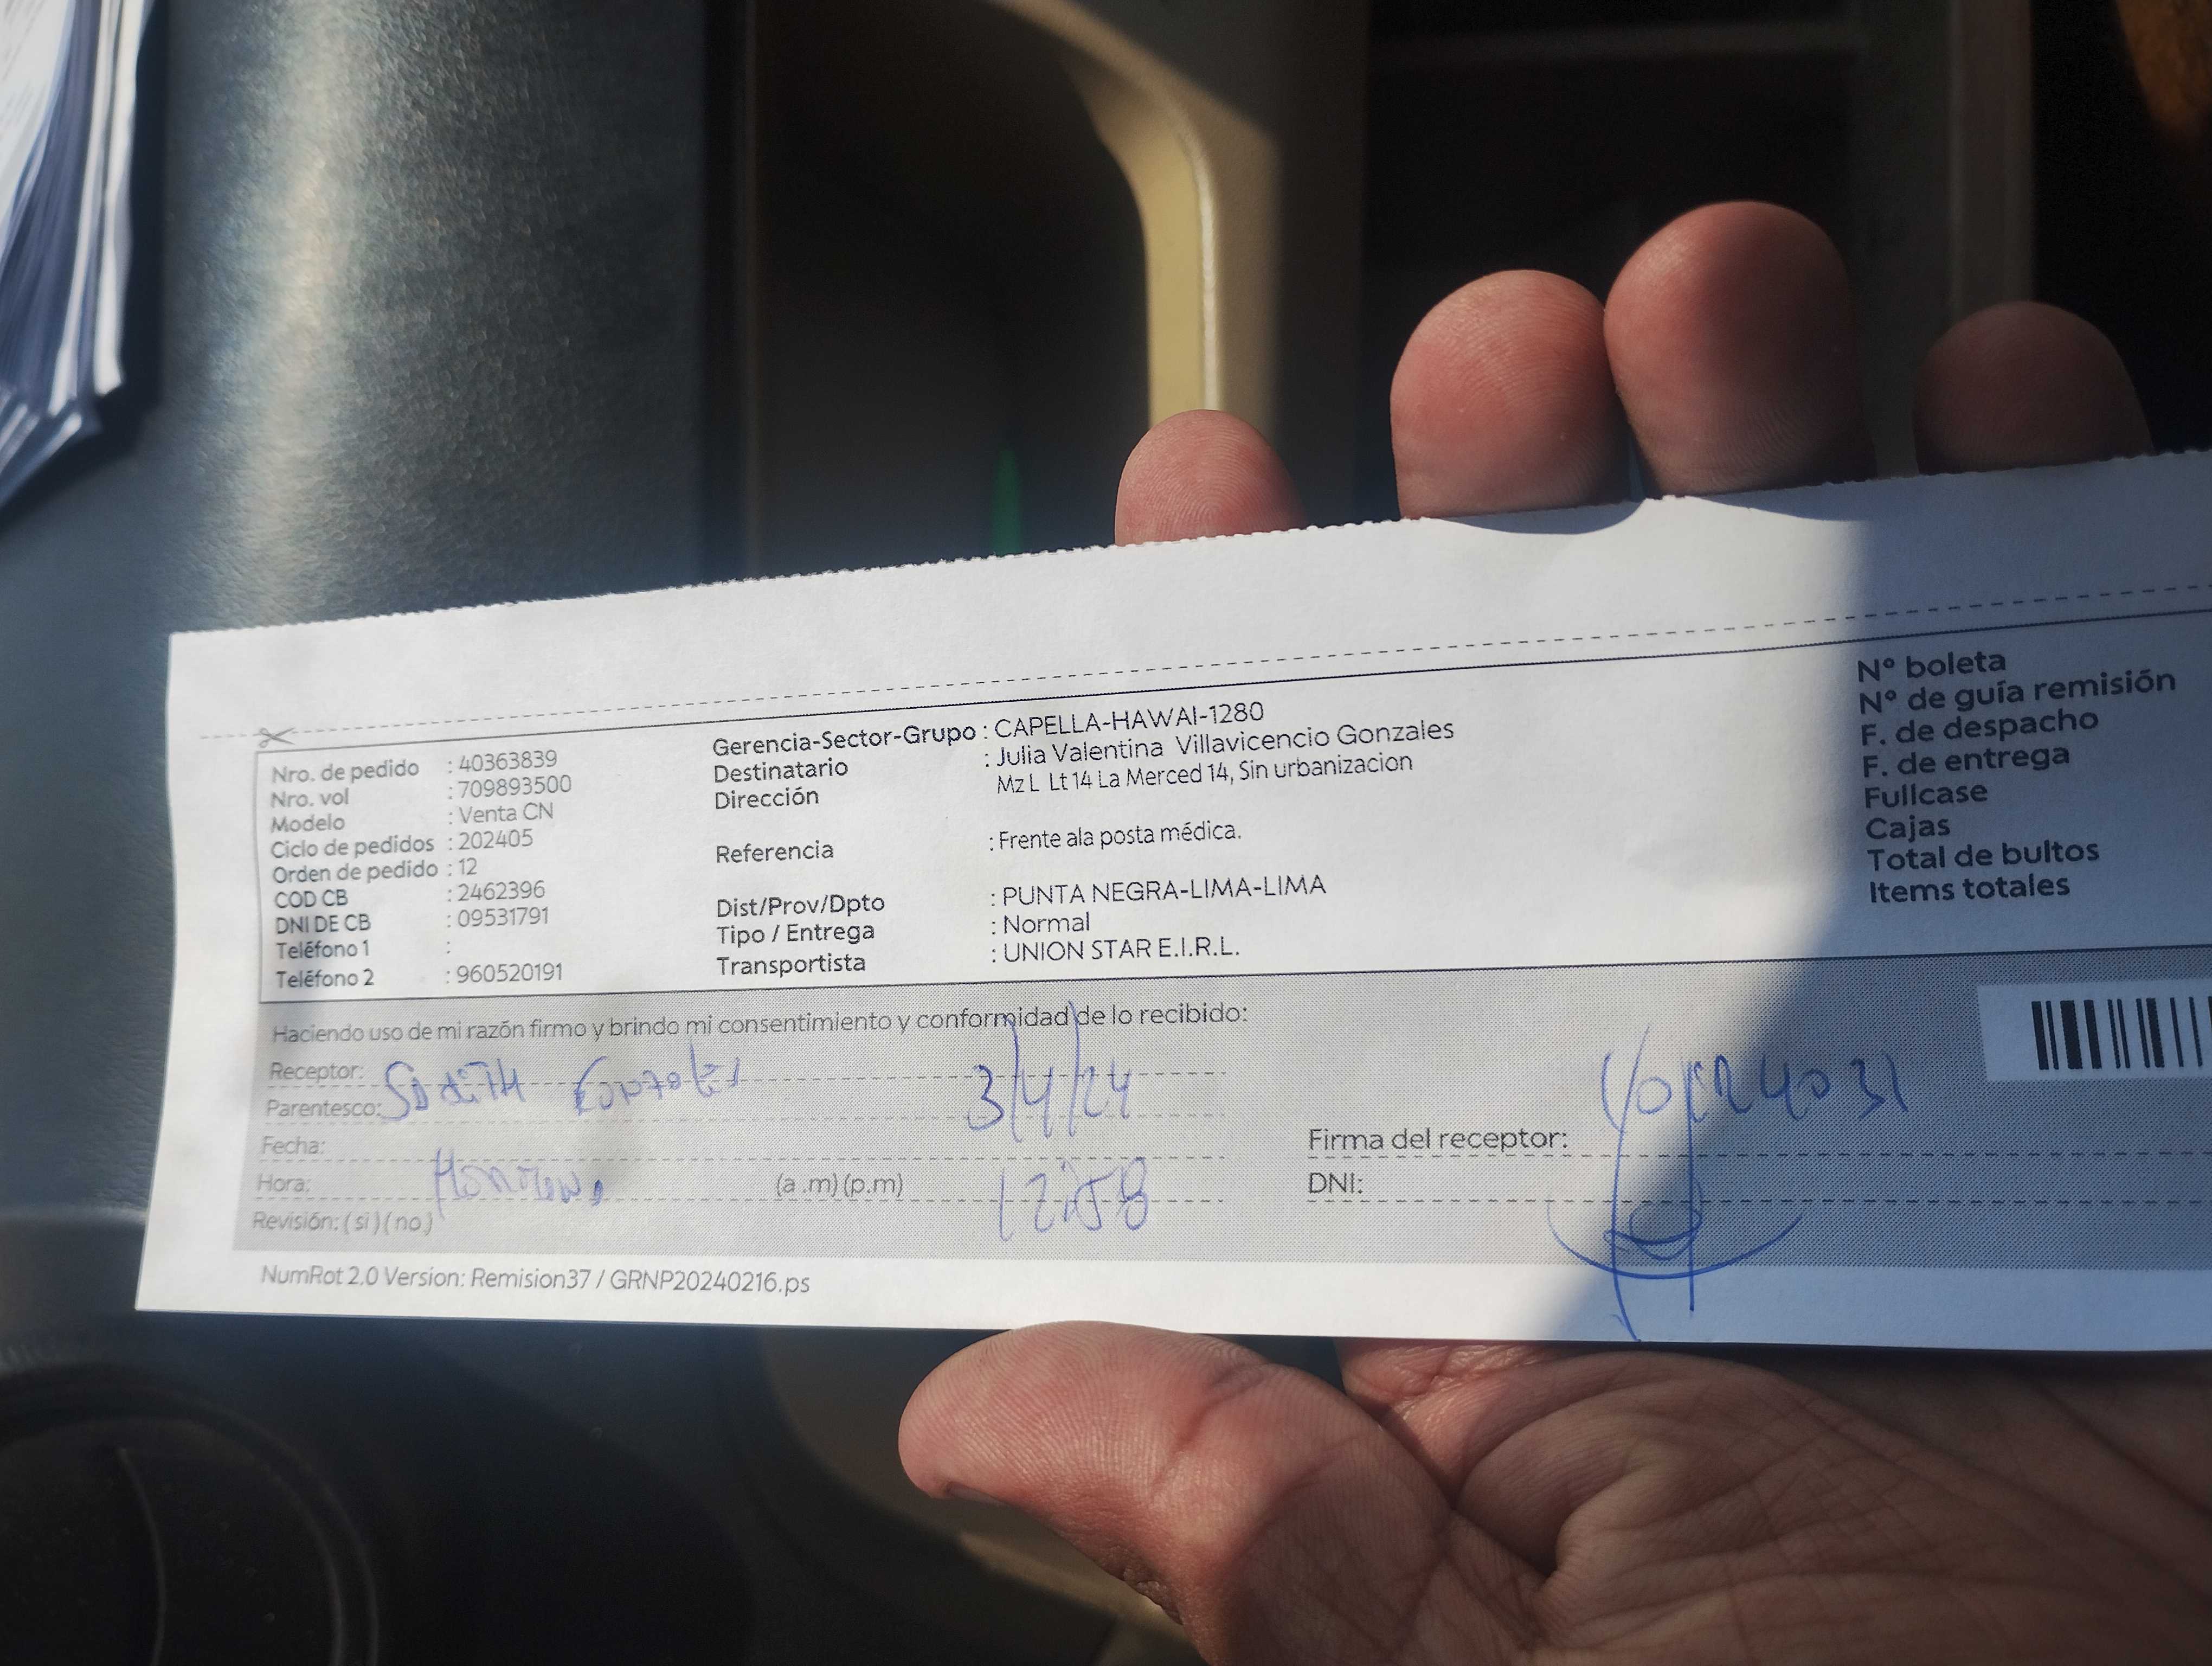 Nro. de pedido : 40363839
Nro. vol : 709893500
Modelo : Venta CN
Ciclo de pedidos : 202405
Orden de pedido : 12
COD CB : 2462396
DNI DE CB : 09531791
Teléfono 1 :
Teléfono 2 : 960520191
Gerencia-Sector-Grupo : CAPELLA-HAWAI-1280
Destinatario : Julia Valentina Villavicencio Gonzales
Dirección Mz L Lt 14 La Merced 14, Sin urbanizacion
Referencia : Frente ala posta médica.
Dist/Prov/Dpto : PUNTA NEGRA-LIMA-LIMA
Tipo / Entrega : Normal
Transportista : UNION STAR E.I.R.L.
N° boleta
N° de guía remisión
F. de despacho
F. de entrega
Fullcase
Cajas
Total de bultos
Items totales
Haciendo uso de mi razón firmo y brindo mi consentimiento y conformidad de lo recibido:
Receptor:
Parentesco: 3/4/24
Fecha:
Hora: (a .m) (p.m) 12:58
Revisión: ( si ) ( no )
Firma del receptor:
DNI:
NumRot 2.0 Version: Remision37 / GRNP20240216.ps